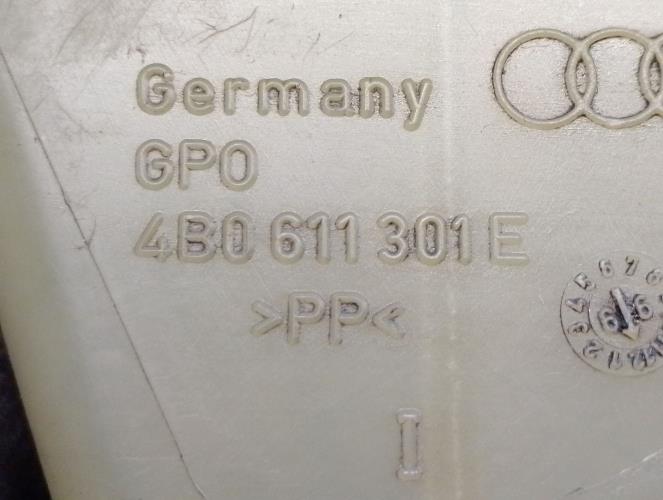 Germany
GPO
4B0 611 301 E
>PP<
I